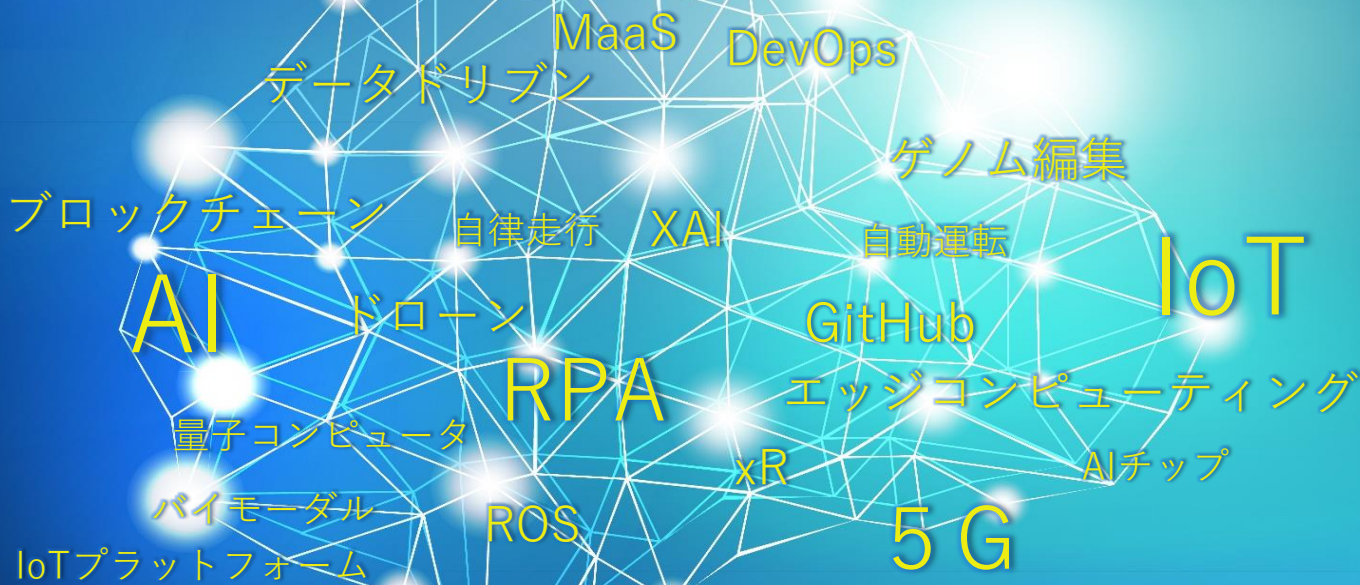 MaaS
DevOps
データドリブン
ゲノム編集
ブロックチェーン
自律走行
XAI
自動運転
IoT
AI
ドローン
GitHub
RPA
エッジコンピューティング
量子コンピュータ
xR
AIチップ
バイモーダル
ROS
５Ｇ
IoTプラットフォーム